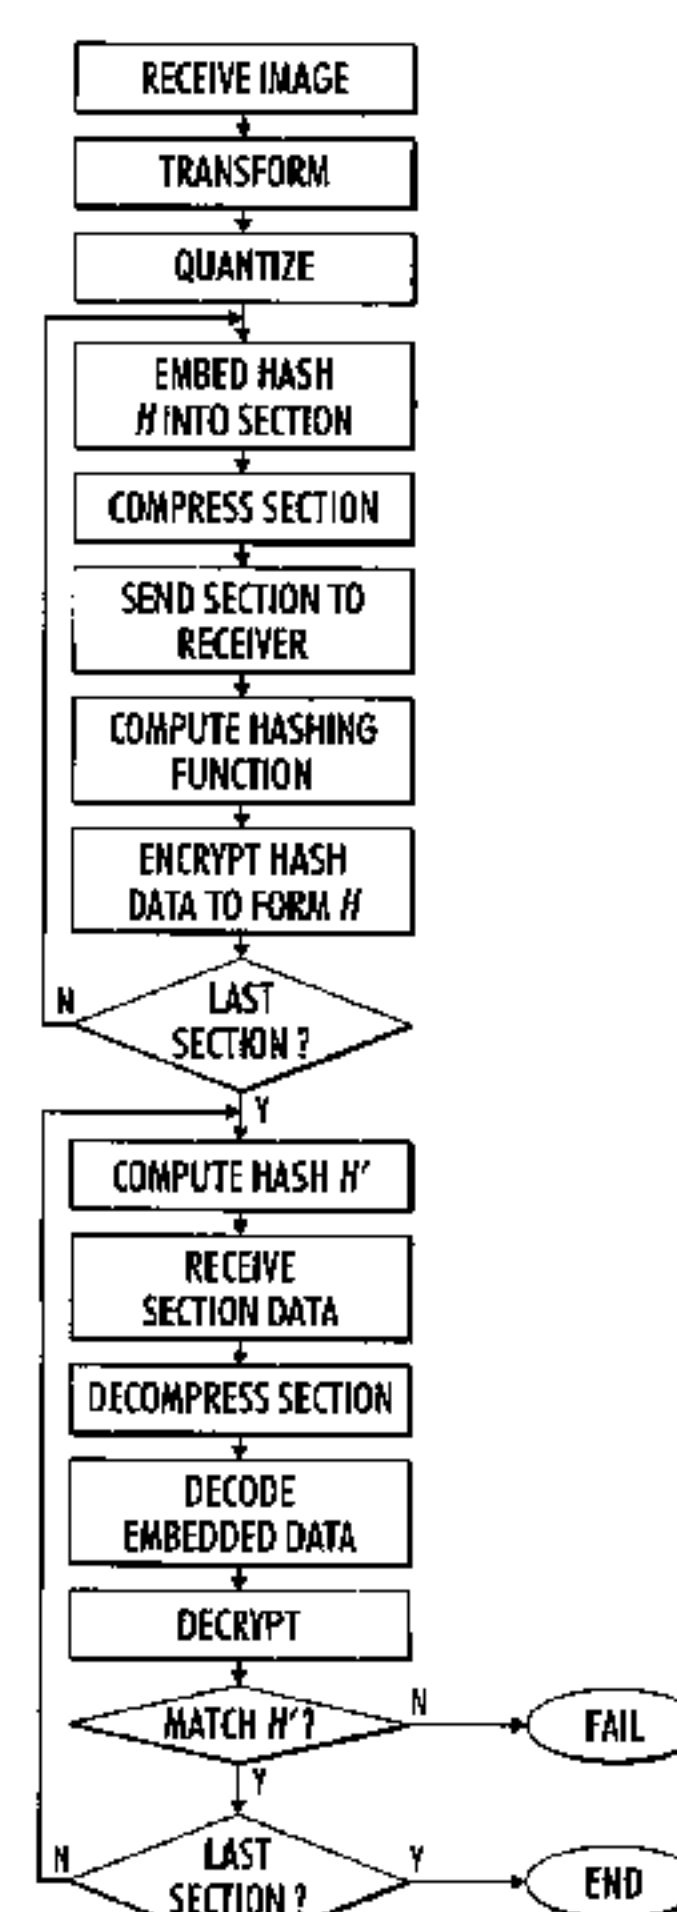 RECEIVE IMAGE
TRANSFORM
QUANTIZE
EMBED HASH
H INTO SECTION
COMPRESS SECTION
SEND SECTION TO
RECEIVER
COMPUTE HASHING
FUNCTION
ENCRYPT HASH
DATA TO FORM H
N
LAST
SECTION ?
Y
COMPUTE HASH H'
RECEIVE
SECTION DATA
DECOMPRESS SECTION
DECODE
EMBEDDED DATA
DECRYPT
MATCH H'?
N
FAIL
Y
N
LAST
SECTION ?
Y
END